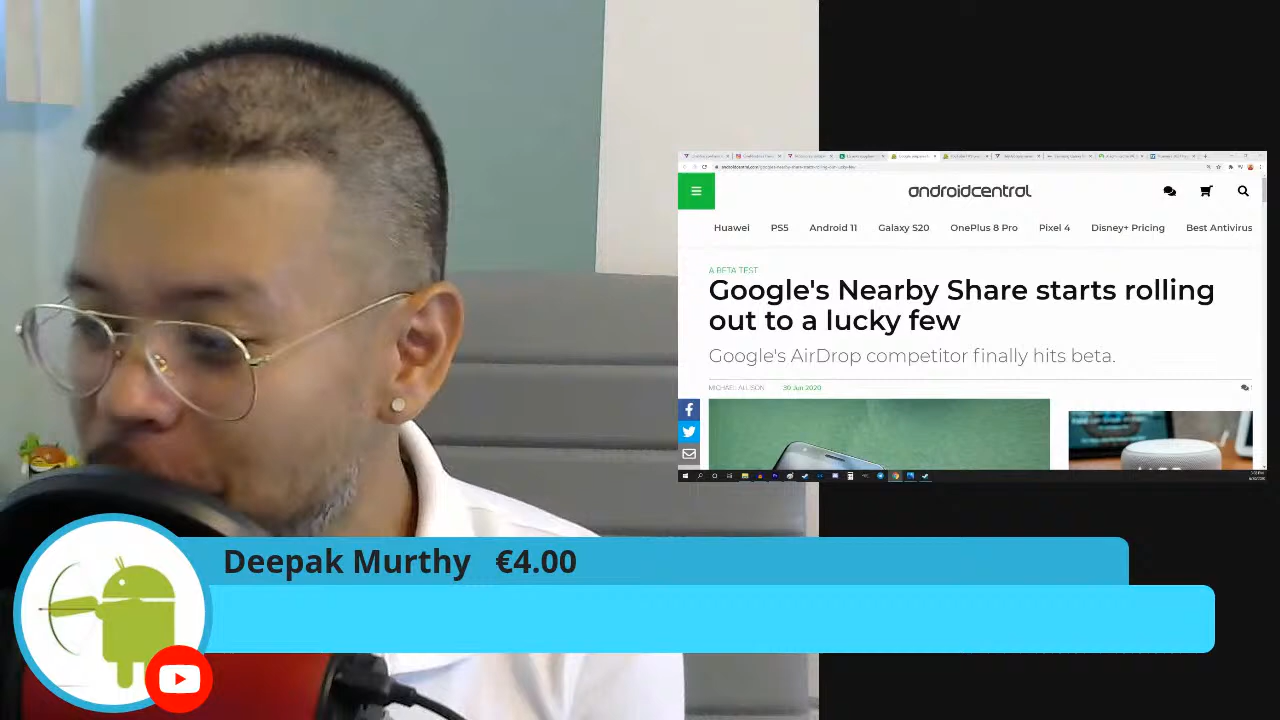 androidcentral
Huawei PS5 Android 11 Galaxy S20 OnePlus 8 Pro Pixel 4 Disney+ Pricing Best Antivirus
A BETA TEST
Google's Nearby Share starts rolling
out to a lucky few
Google's AirDrop competitor finally hits beta.
MICHAEL ALLISON 30 Jun 2020
Deepak Murthy €4.00